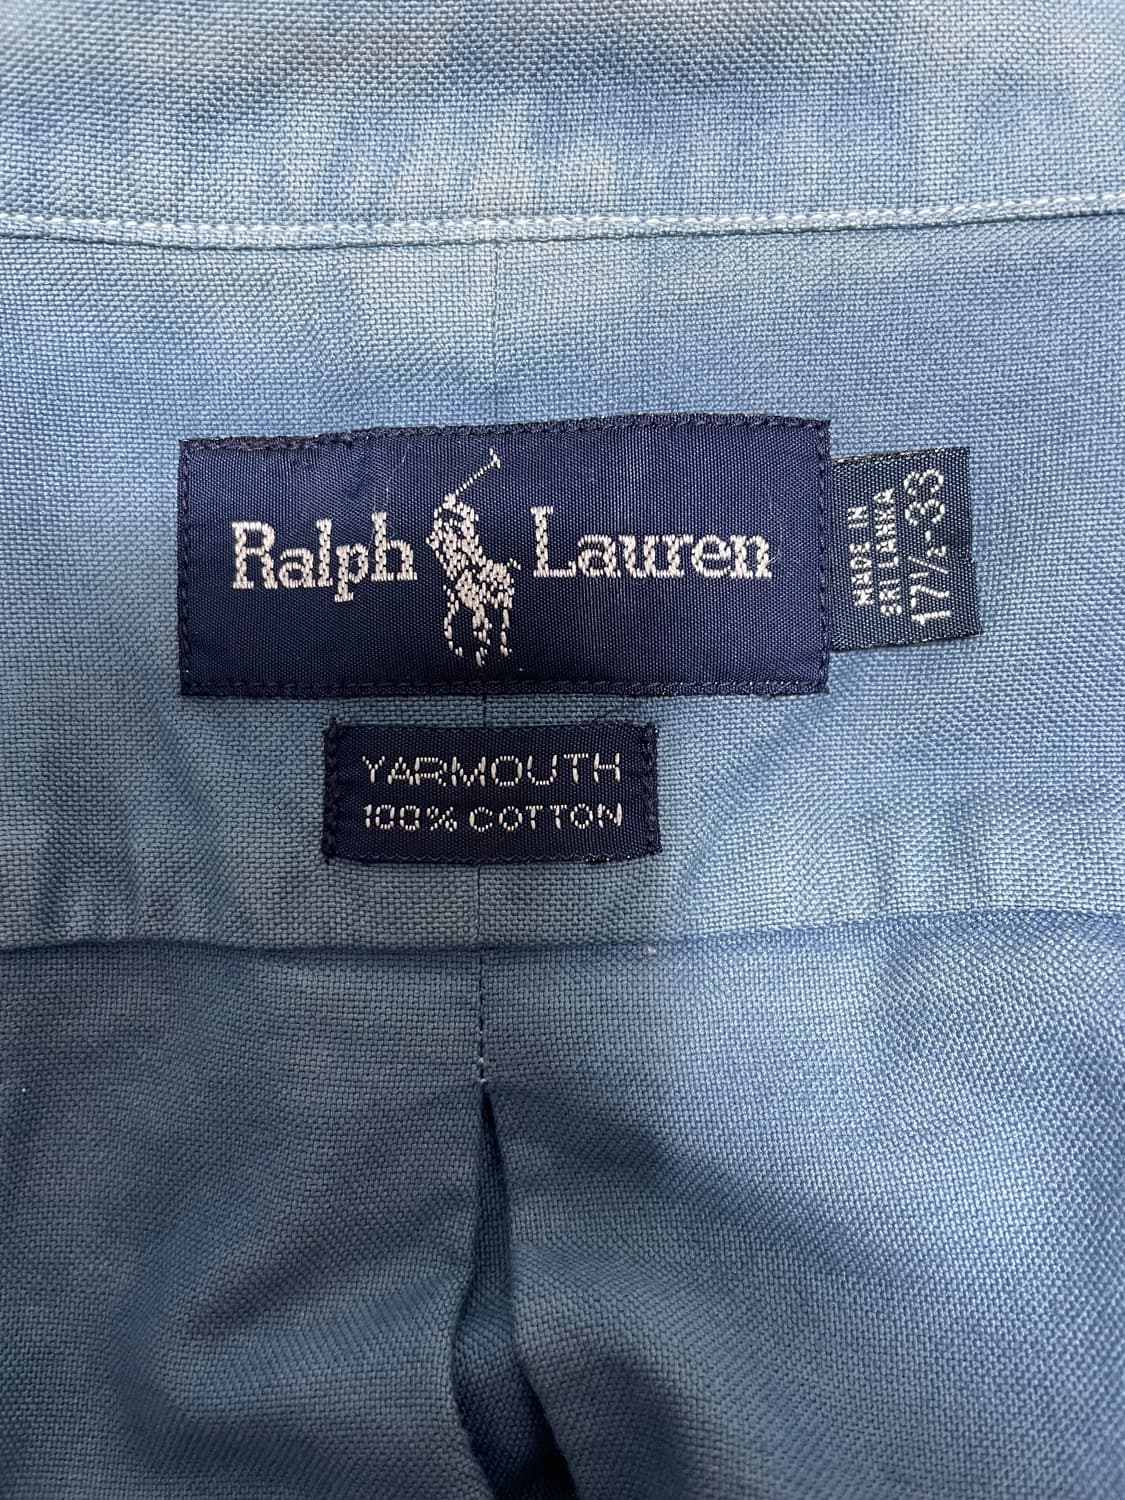 Ralph Lauren
MADE IN
SRI LANKA
17½-33
YARMOUTH
100% COTTON